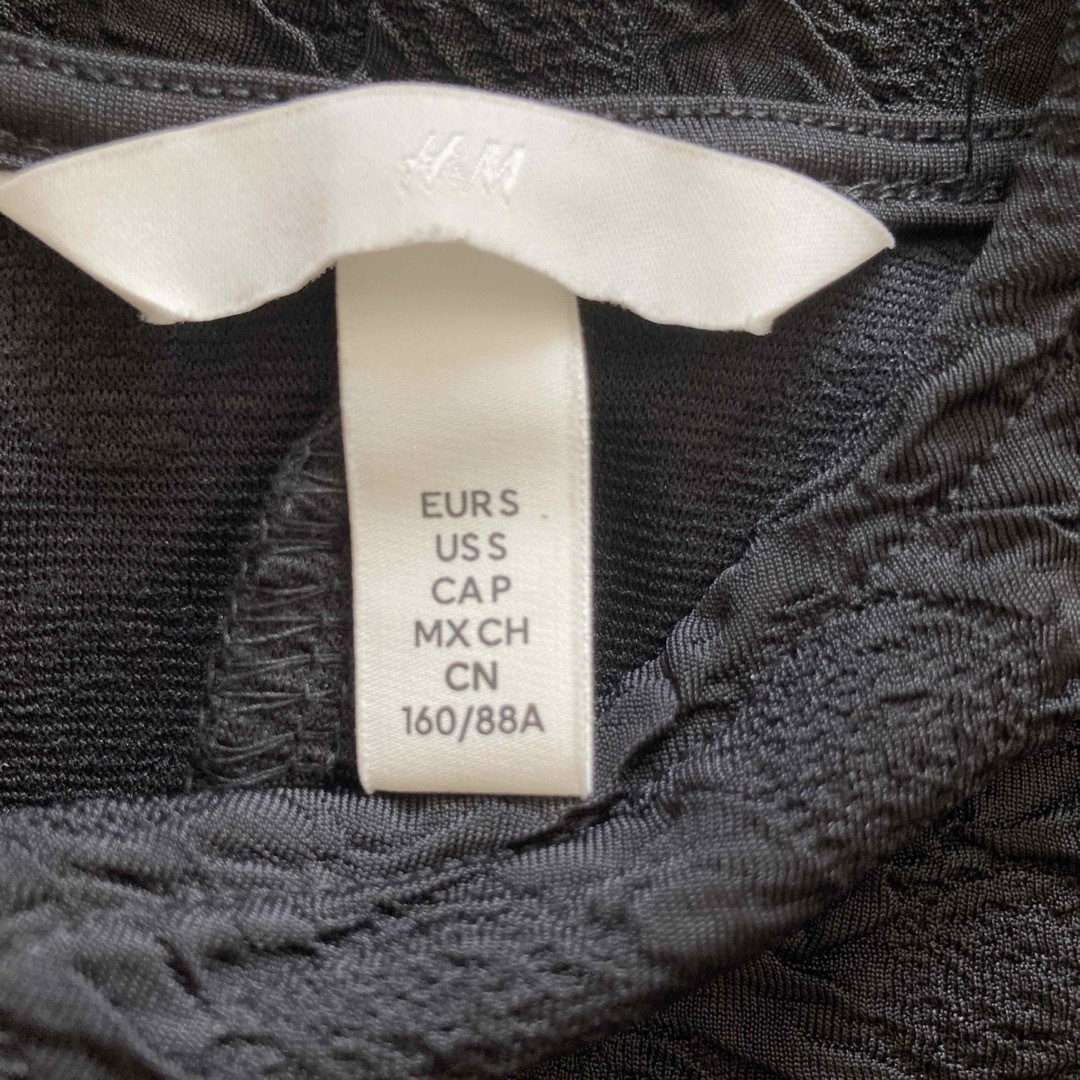 H&M
EUR S
US S
CA P
MX CH
CN
160/88A